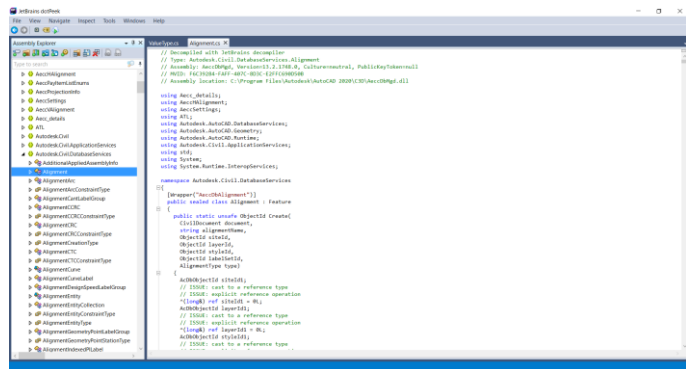 JetBrains dotPeek
File View Navigate Inspect Tools Windows Help
Assembly Explorer
ValueType.cs Alignment.cs
Type to search
AeccHAlignment
AeccPayItemListEnums
AeccProjectionInfo
AeccSettings
AeccVAlignment
Aecc_details
ATL
Autodesk.Civil
Autodesk.Civil.ApplicationServices
Autodesk.Civil.DatabaseServices
AdditionalAppliedAssemblyInfo
Alignment
AlignmentArc
AlignmentArcConstraintType
AlignmentCantLabelGroup
AlignmentCCRC
AlignmentCCRCConstraintType
AlignmentCRC
AlignmentCRCConstraintType
AlignmentCreationType
AlignmentCTC
AlignmentCTCConstraintType
AlignmentCurve
AlignmentCurveLabel
AlignmentDesignSpeedLabelGroup
AlignmentEntity
AlignmentEntityCollection
AlignmentEntityConstraintType
AlignmentEntityType
AlignmentGeometryPointLabelGroup
AlignmentGeometryPointStationType
AlignmentIndexedPILabel
// Decompiled with JetBrains decompiler
// Type: Autodesk.Civil.DatabaseServices.Alignment
// Assembly: AeccDbMgd, Version=13.2.1748.0, Culture=neutral, PublicKeyToken=null
// Assembly location: C:\Program Files\Autodesk\AutoCAD 2020\C3D\AeccDbMgd.dll
using Aecc_details;
using AeccHAlignment;
using AeccSettings;
using ATL;
using Autodesk.AutoCAD.DatabaseServices;
using Autodesk.AutoCAD.Geometry;
using Autodesk.AutoCAD.Runtime;
using Autodesk.Civil.ApplicationServices;
using std;
using System;
using System.Runtime.InteropServices;
namespace Autodesk.Civil.DatabaseServices
{
[Wrapper("AeccDbAlignment")]
public sealed class Alignment : Feature
{
public static unsafe ObjectId Create(
CivilDocument document,
string alignmentName,
ObjectId siteId,
ObjectId layerId,
ObjectId styleId,
ObjectId labelSetId,
AlignmentType type)
{
AcDbObjectId siteId1;
// ISSUE: cast to a reference type
// ISSUE: explicit reference operation
^(long&) ref siteId1 = 0L;
AcDbObjectId layerId1;
// ISSUE: cast to a reference type
// ISSUE: explicit reference operation
^(long&) ref layerId1 = 0L;
AcDbObjectId styleId1;
// ISSUE: cast to a reference type